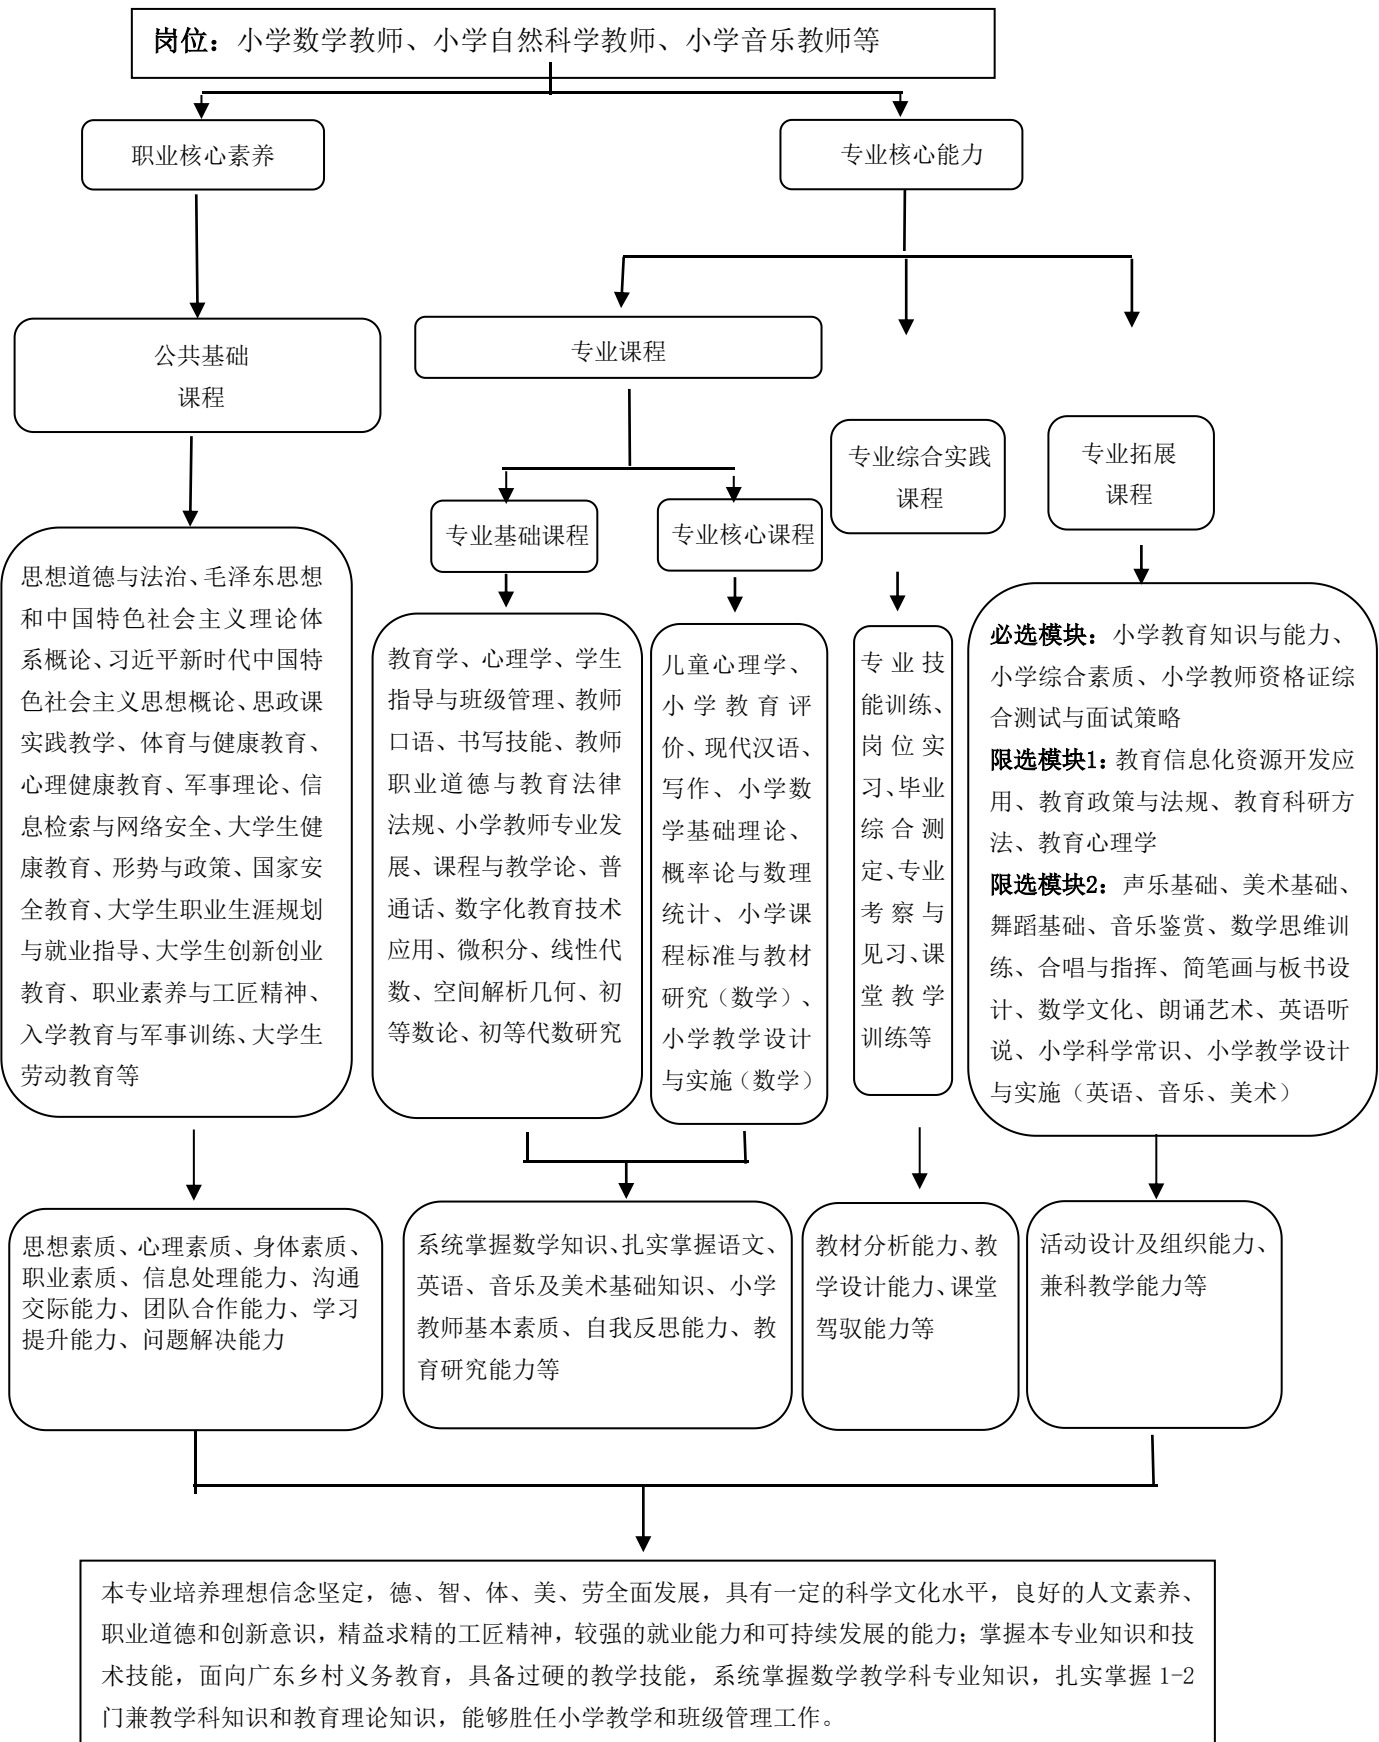 岗位：小学数学教师、小学自然科学教师、小学音乐教师等
职业核心素养
专业核心能力
公共基础
课程
专业课程
专业综合实践
课程
专业拓展
课程
专业基础课程
专业核心课程
思想道德与法治、毛泽东思想
和中国特色社会主义理论体
系概论、习近平新时代中国特
色社会主义思想概论、思政课
实践教学、体育与健康教育、
心理健康教育、军事理论、信
息检索与网络安全、大学生健
康教育、形势与政策、国家安
全教育、大学生职业生涯规划
与就业指导、大学生创新创业
教育、职业素养与工匠精神、
入学教育与军事训练、大学生
劳动教育等
教育学、心理学、学生
指导与班级管理、教师
口语、书写技能、教师
职业道德与教育法律
法规、小学教师专业发
展、课程与教学论、普
通话、数字化教育技术
应用、微积分、线性代
数、空间解析几何、初
等数论、初等代数研究
儿童心理学、
小学教育评
价、现代汉语、
写作、小学数
学基础理论、
概率论与数理
统计、小学课
程标准与教材
研究（数学）、
小学教学设计
与实施（数学）
专业技
能训练、
岗位实
习、毕业
综合测
定、专业
考察与
见习、课
堂教学
训练等
必选模块：小学教育知识与能力、
小学综合素质、小学教师资格证综
合测试与面试策略
限选模块1：教育信息化资源开发应
用、教育政策与法规、教育科研方
法、教育心理学
限选模块2：声乐基础、美术基础、
舞蹈基础、音乐鉴赏、数学思维训
练、合唱与指挥、简笔画与板书设
计、数学文化、朗诵艺术、英语听
说、小学科学常识、小学教学设计
与实施（英语、音乐、美术）
思想素质、心理素质、身体素质、
职业素质、信息处理能力、沟通
交际能力、团队合作能力、学习
提升能力、问题解决能力
系统掌握数学知识、扎实掌握语文、
英语、音乐及美术基础知识、小学
教师基本素质、自我反思能力、教
育研究能力等
教材分析能力、教
学设计能力、课堂
驾驭能力等
活动设计及组织能力、
兼科教学能力等
本专业培养理想信念坚定，德、智、体、美、劳全面发展，具有一定的科学文化水平，良好的人文素养、
职业道德和创新意识，精益求精的工匠精神，较强的就业能力和可持续发展的能力；掌握本专业知识和技
术技能，面向广东乡村义务教育，具备过硬的教学技能，系统掌握数学教学科专业知识，扎实掌握 1-2
门兼教学科知识和教育理论知识，能够胜任小学教学和班级管理工作。